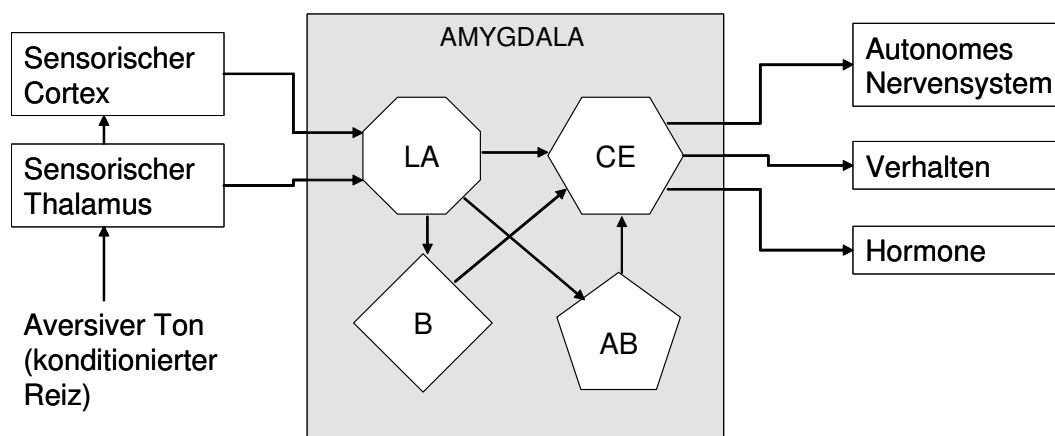 AMYGDALA
Sensorischer
Cortex
Sensorischer
Thalamus
Aversiver Ton
(konditionierter
Reiz)
LA
CE
B
AB
Autonomes
Nervensystem
Verhalten
Hormone